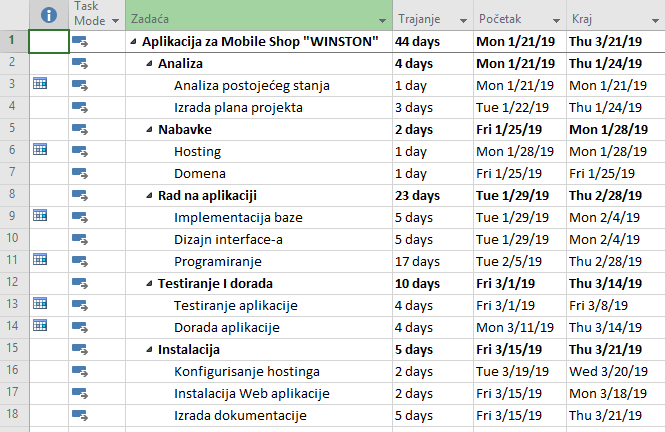 Task Mode Zadaća Trajanje Početak Kraj
1 Aplikacija za Mobile Shop "WINSTON" 44 days Mon 1/21/19 Thu 3/21/19
2 Analiza 4 days Mon 1/21/19 Thu 1/24/19
3 Analiza postojećeg stanja 1 day Mon 1/21/19 Mon 1/21/19
4 Izrada plana projekta 3 days Tue 1/22/19 Thu 1/24/19
5 Nabavke 2 days Fri 1/25/19 Mon 1/28/19
6 Hosting 1 day Mon 1/28/19 Mon 1/28/19
7 Domena 1 day Fri 1/25/19 Fri 1/25/19
8 Rad na aplikaciji 23 days Tue 1/29/19 Thu 2/28/19
9 Implementacija baze 5 days Tue 1/29/19 Mon 2/4/19
10 Dizajn interface-a 5 days Tue 1/29/19 Mon 2/4/19
11 Programiranje 17 days Tue 2/5/19 Thu 2/28/19
12 Testiranje I dorada 10 days Fri 3/1/19 Thu 3/14/19
13 Testiranje aplikacije 4 days Fri 3/1/19 Fri 3/8/19
14 Dorada aplikacije 4 days Mon 3/11/19 Thu 3/14/19
15 Instalacija 5 days Fri 3/15/19 Thu 3/21/19
16 Konfigurisanje hostinga 2 days Tue 3/19/19 Wed 3/20/19
17 Instalacija Web aplikacije 2 days Fri 3/15/19 Mon 3/18/19
18 Izrada dokumentacije 5 days Fri 3/15/19 Thu 3/21/19